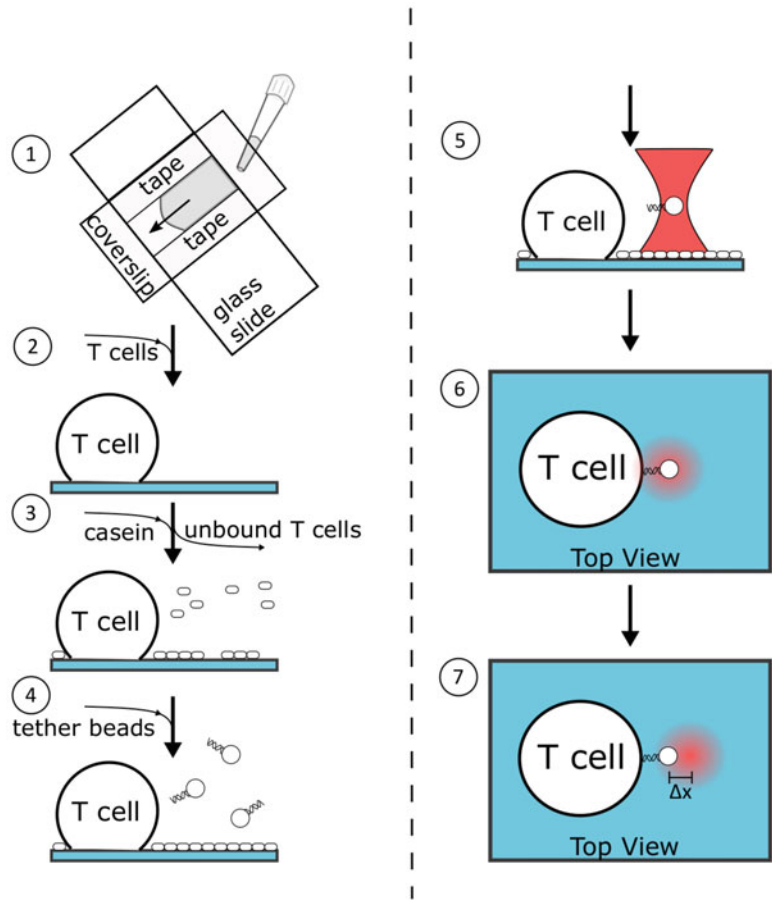 1
tape
tape
coverslip
glass
slide
2
T cells
T cell
3
casein
unbound T cells
T cell
4
tether beads
T cell
5
T cell
6
T cell
Top View
7
T cell
Δx
Top View